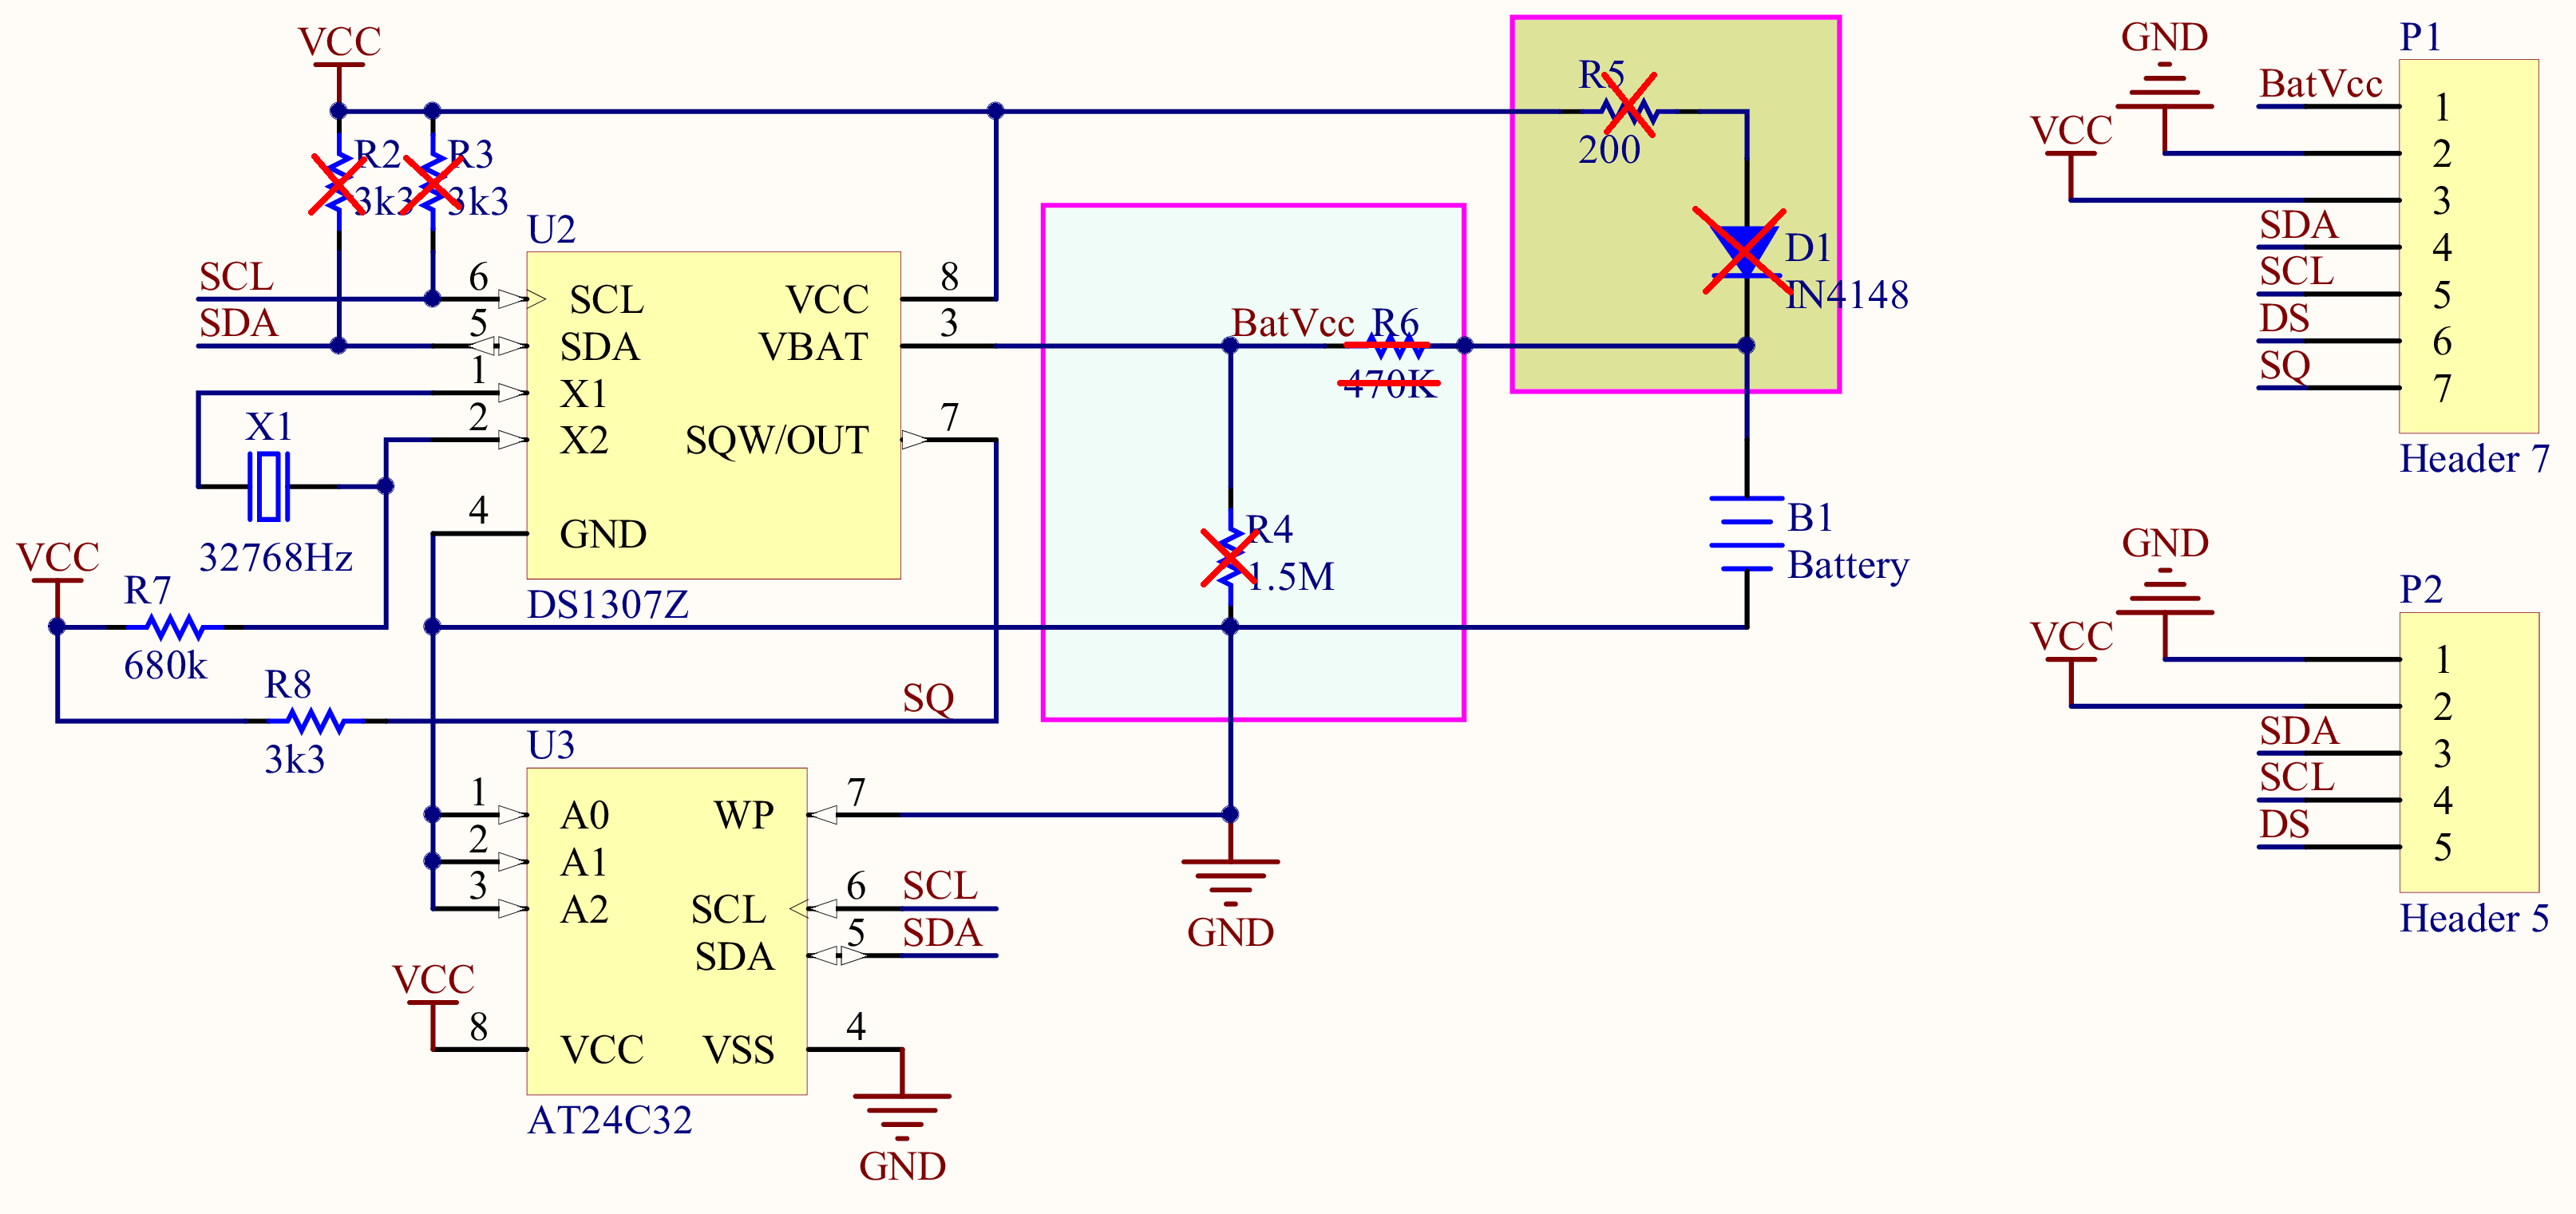 VCC
R2
3k3
R3
3k3
SCL
SDA
U2
6
5
1
2
4
SCL
SDA
X1
X2
GND
VCC
VBAT
SQW/OUT
8
3
7
DS1307Z
X1
32768Hz
VCC
R7
680k
R8
3k3
SQ
BatVcc
R6
470K
R4
1.5M
R5
200
D1
IN4148
B1
Battery
U3
1
2
3
8
A0
A1
A2
VCC
WP
SCL
SDA
VSS
7
6
5
4
SCL
SDA
AT24C32
VCC
GND
GND
P1
GND
VCC
BatVcc
SDA
SCL
DS
SQ
1
2
3
4
5
6
7
Header 7
P2
GND
VCC
SDA
SCL
DS
1
2
3
4
5
Header 5